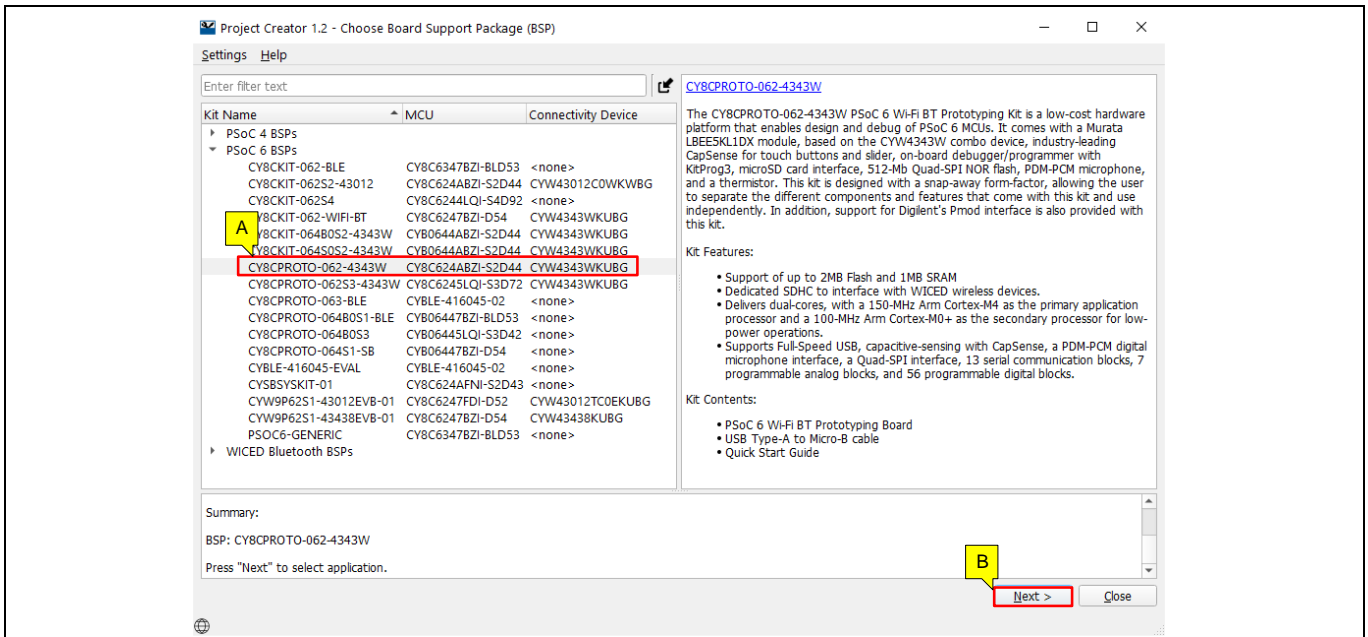 Project Creator 1.2 - Choose Board Support Package (BSP)
Settings Help
Enter filter text
Kit Name MCU Connectivity Device
PSoC 4 BSPs
PSoC 6 BSPs
CY8CKIT-062-BLE CY8C6347BZI-BLD53 <none>
CY8CKIT-062S2-43012 CY8C624ABZI-S2D44 CYW43012C0WKWBG
CY8CKIT-062S4 CY8C6244LQI-S4D92 <none>
Y8CKIT-062-WIFI-BT CY8C6247BZI-D54 CYW4343WKUBG
A
Y8CKIT-064B0S2-4343W CYB0644ABZI-S2D44 CYW4343WKUBG
Y8CKIT-064S0S2-4343W CYB0644ABZI-S2D44 CYW4343WKUBG
CY8CPROTO-062-4343W CY8C624ABZI-S2D44 CYW4343WKUBG
CY8CPROTO-062S3-4343W CY8C6245LQI-S3D72 CYW4343WKUBG
CY8CPROTO-063-BLE CYBLE-416045-02 <none>
CY8CPROTO-064B0S1-BLE CYB06447BZI-BLD53 <none>
CY8CPROTO-064B0S3 CYB06445LQI-S3D42 <none>
CY8CPROTO-064S1-SB CYB06447BZI-D54 <none>
CYBLE-416045-EVAL CYBLE-416045-02 <none>
CYSBSYSKIT-01 CY8C624AFNI-S2D43 <none>
CYW9P62S1-43012EVB-01 CY8C6247FDI-D52 CYW43012TC0EKUBG
CYW9P62S1-43438EVB-01 CY8C6247BZI-D54 CYW43438KUBG
PSOC6-GENERIC CY8C6347BZI-BLD53 <none>
WICED Bluetooth BSPs
CY8CPROTO-062-4343W
The CY8CPROTO-062-4343W PSoC 6 Wi-Fi BT Prototyping Kit is a low-cost hardware
platform that enables design and debug of PSoC 6 MCUs. It comes with a Murata
LBEE5KL1DX module, based on the CYW4343W combo device, industry-leading
CapSense for touch buttons and slider, on-board debugger/programmer with
KitProg3, microSD card interface, 512-Mb Quad-SPI NOR flash, PDM-PCM microphone,
and a thermistor. This kit is designed with a snap-away form-factor, allowing the user
to separate the different components and features that come with this kit and use
independently. In addition, support for Digilent's Pmod interface is also provided with
this kit.
Kit Features:
• Support of up to 2MB Flash and 1MB SRAM
• Dedicated SDHC to interface with WICED wireless devices.
• Delivers dual-cores, with a 150-MHz Arm Cortex-M4 as the primary application
processor and a 100-MHz Arm Cortex-M0+ as the secondary processor for low-
power operations.
• Supports Full-Speed USB, capacitive-sensing with CapSense, a PDM-PCM digital
microphone interface, a Quad-SPI interface, 13 serial communication blocks, 7
programmable analog blocks, and 56 programmable digital blocks.
Kit Contents:
• PSoC 6 Wi-Fi BT Prototyping Board
• USB Type-A to Micro-B cable
• Quick Start Guide
Summary:
BSP: CY8CPROTO-062-4343W
Press "Next" to select application.
B
Next > Close